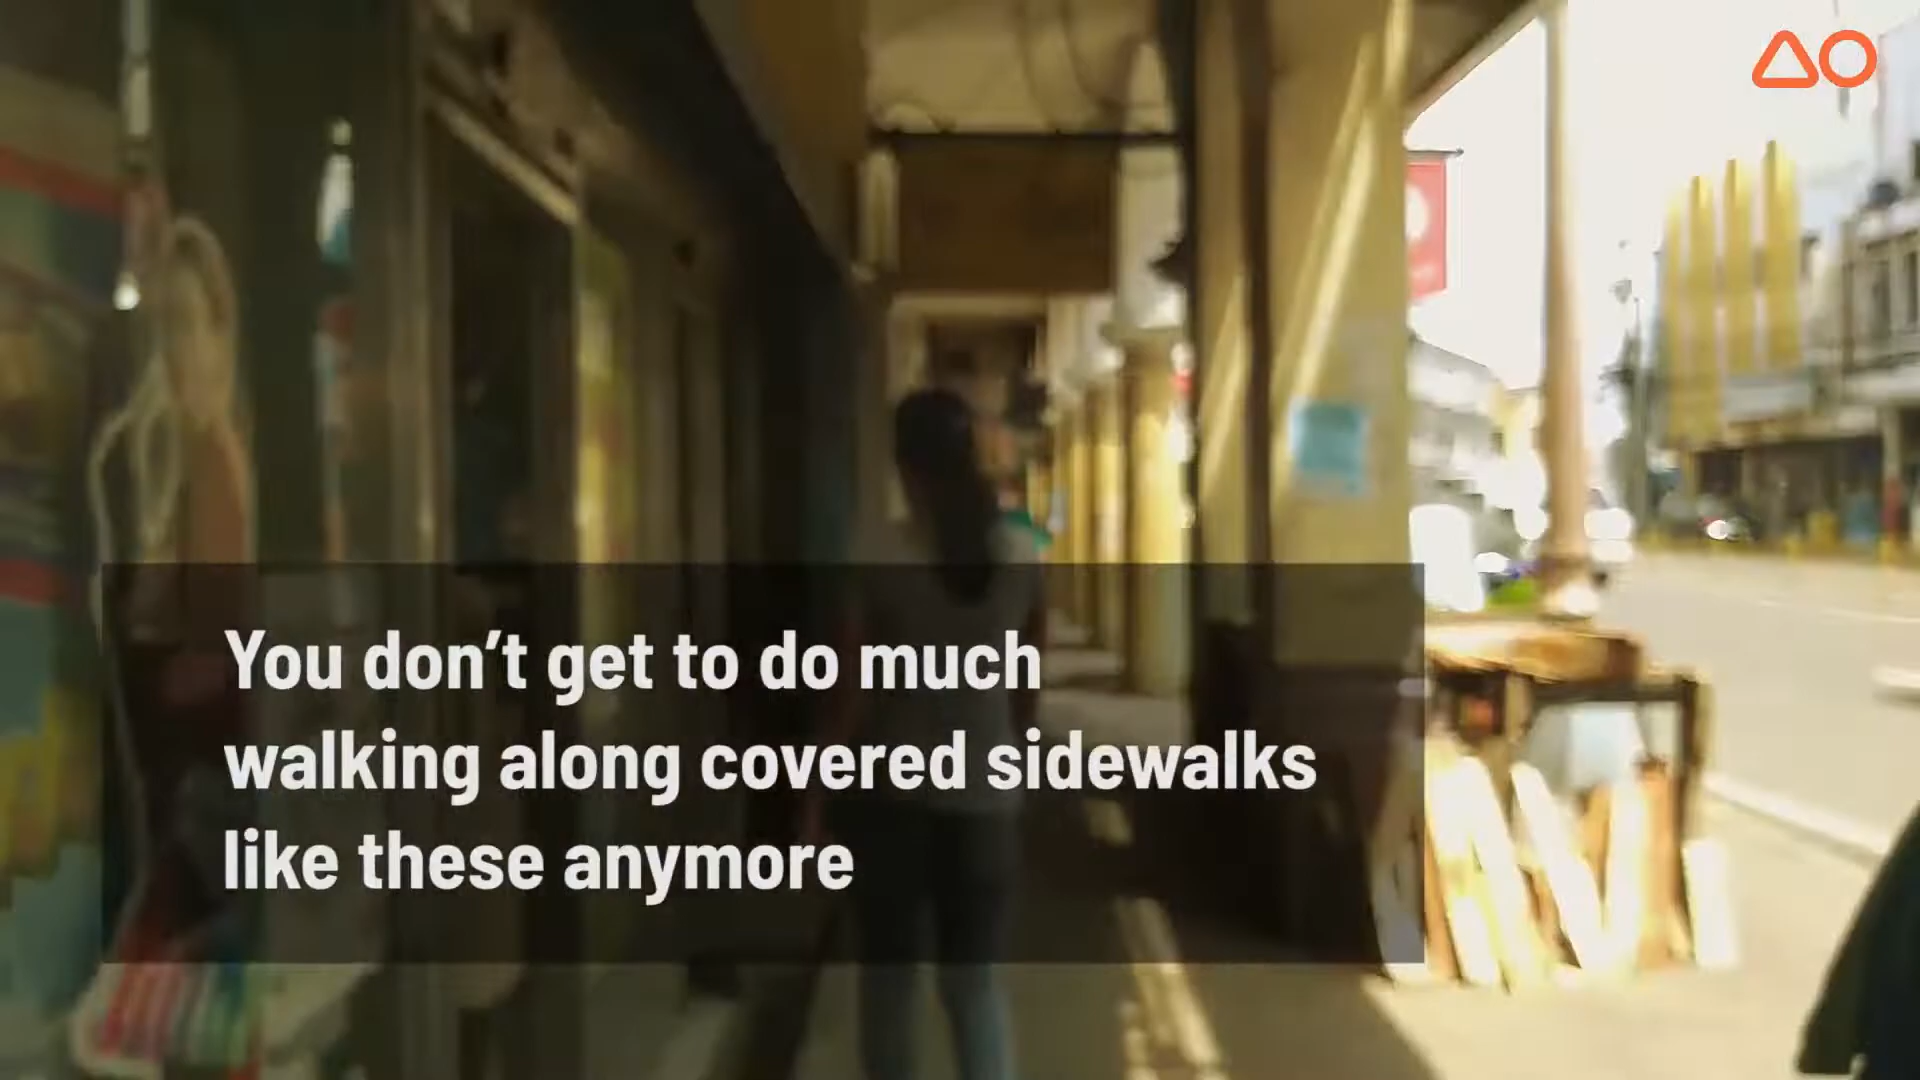 You don’t get to do much
walking along covered sidewalks
like these anymore